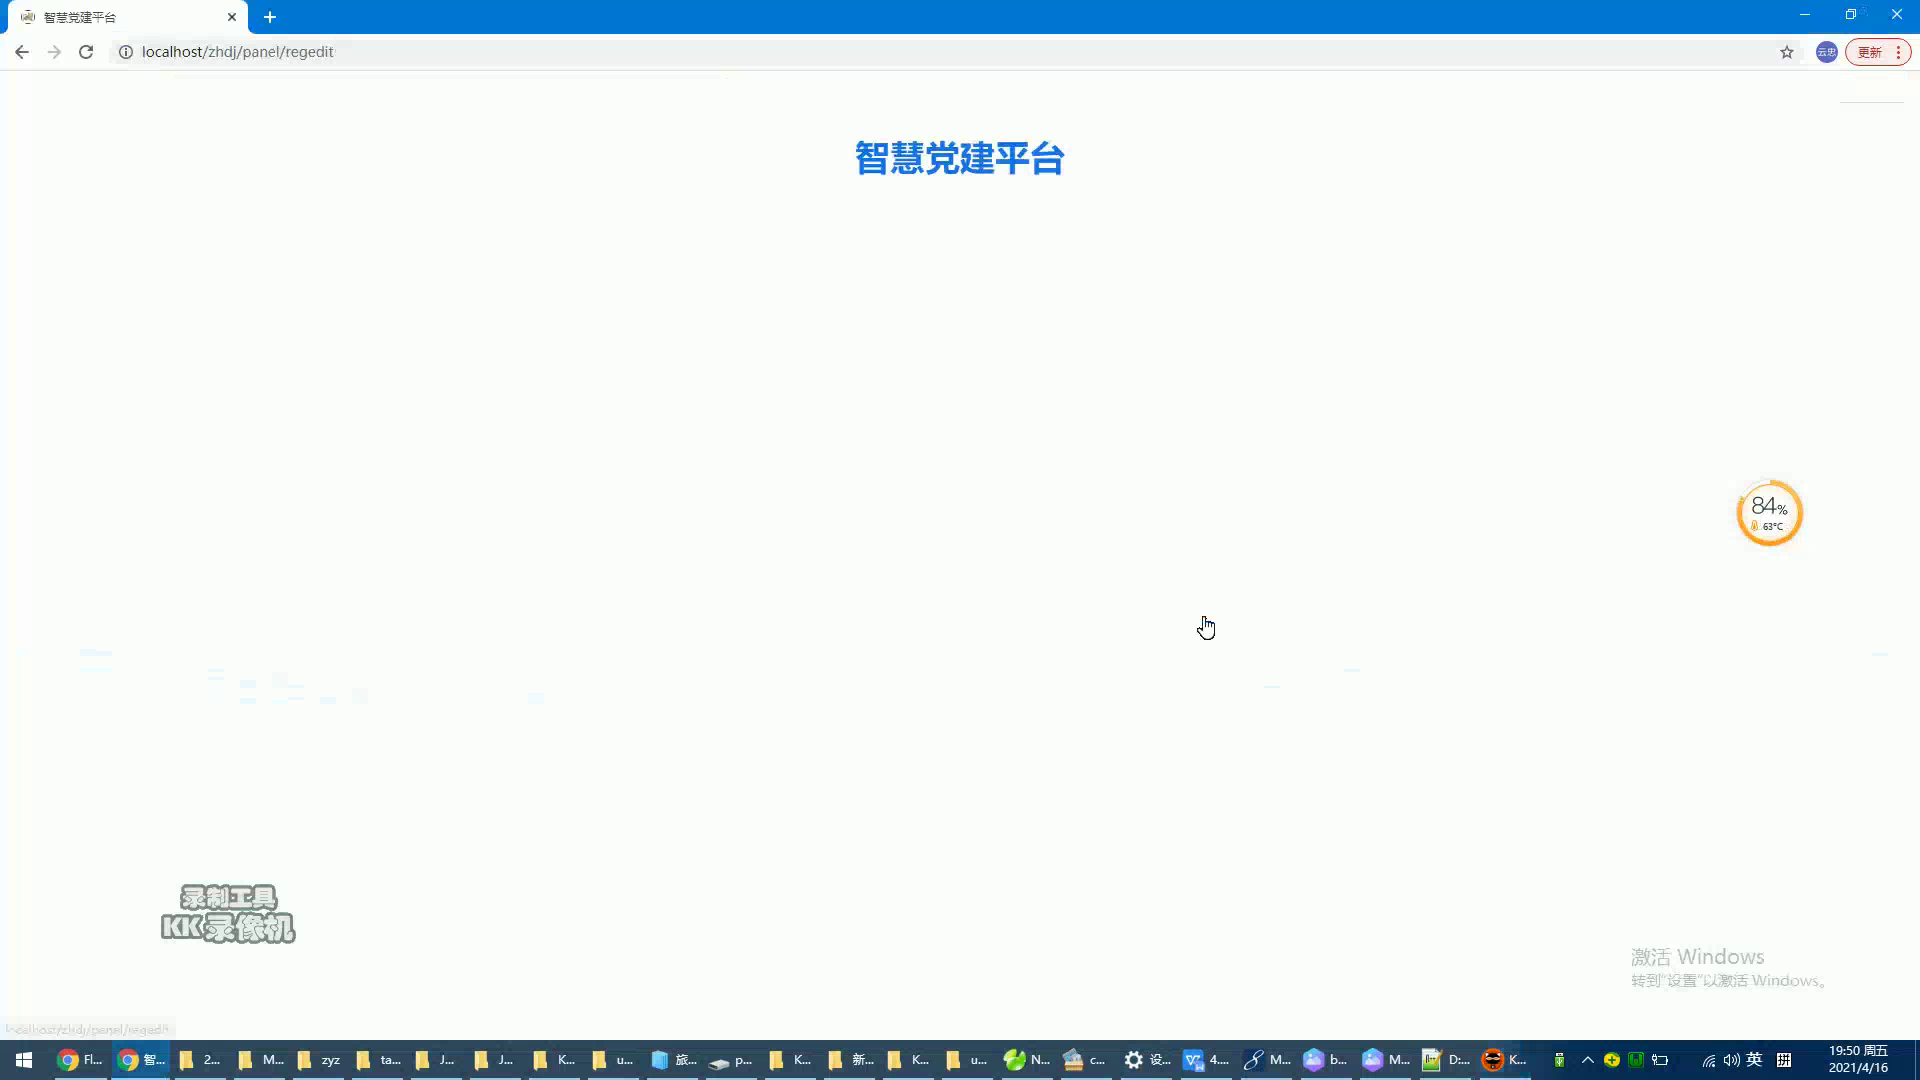 智慧党建平台
localhost/zhdj/panel/regedit
云忠
更新
智慧党建平台
84%
63°C
录制工具
KK录像机
激活 Windows
转到"设置"以激活 Windows。
localhost/zhdj/panel/regedit
Fl... 智... 2... M... zyz ta... J... J... K... u... 旅... p... K... 新... K... u... N... c... 设... 4.... M... b... M... D:... K... 英
19:50 周五
2021/4/16